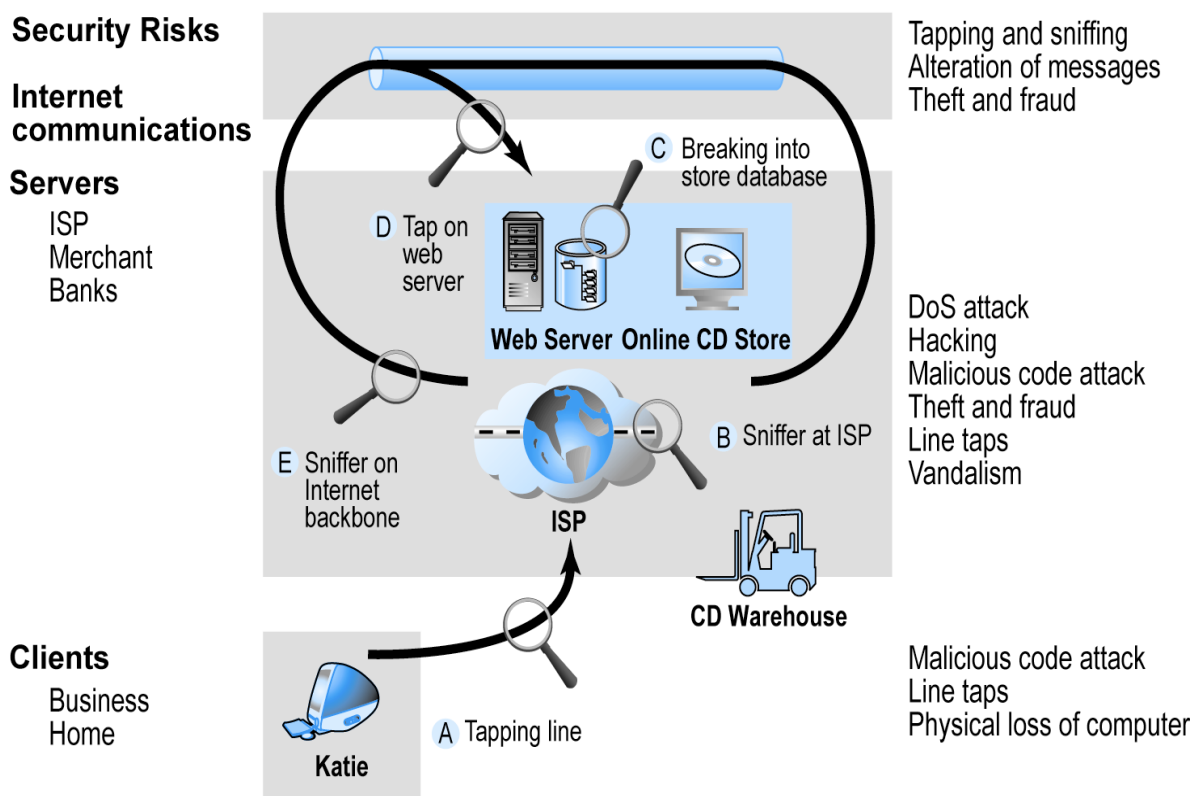 Security Risks
Internet
communications
Servers
ISP
Merchant
Banks
Clients
Business
Home
C Breaking into
store database
D Tap on
web
server
Web Server
Online CD Store
B Sniffer at ISP
E Sniffer on
Internet
backbone
ISP
CD Warehouse
A Tapping line
Katie
Tapping and sniffing
Alteration of messages
Theft and fraud
DoS attack
Hacking
Malicious code attack
Theft and fraud
Line taps
Vandalism
Malicious code attack
Line taps
Physical loss of computer